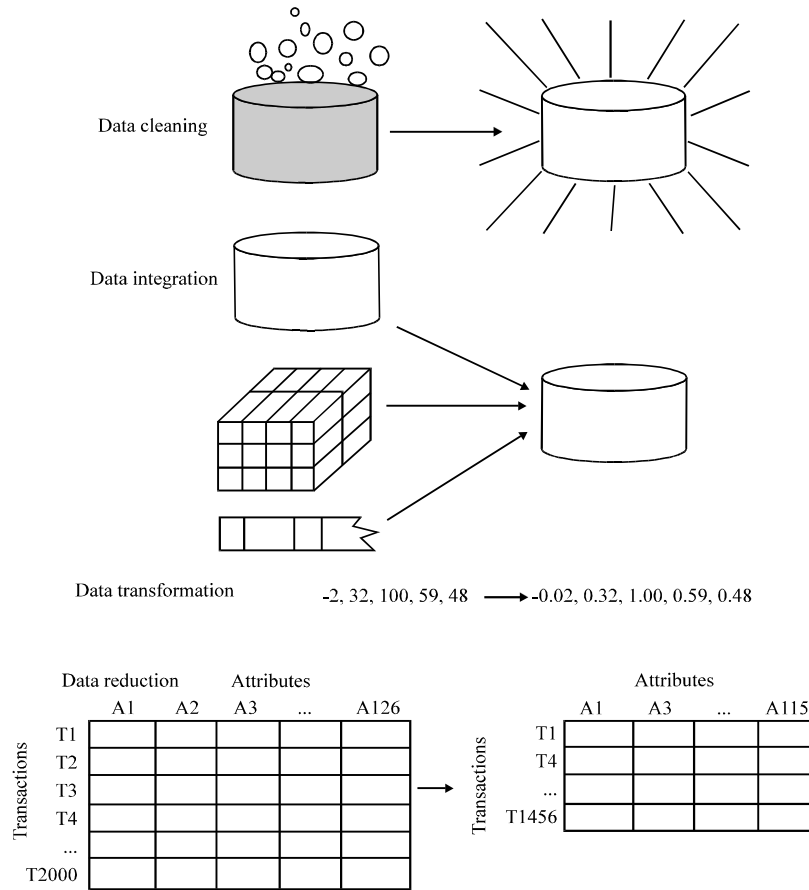 Data cleaning
Data integration
Data transformation -2, 32, 100, 59, 48 -0.02, 0.32, 1.00, 0.59, 0.48
Data reduction Attributes
A1 A2 A3 ... A126
Transactions
T1
T2
T3
T4
...
T2000
Attributes
A1 A3 ... A115
Transactions
T1
T4
...
T1456